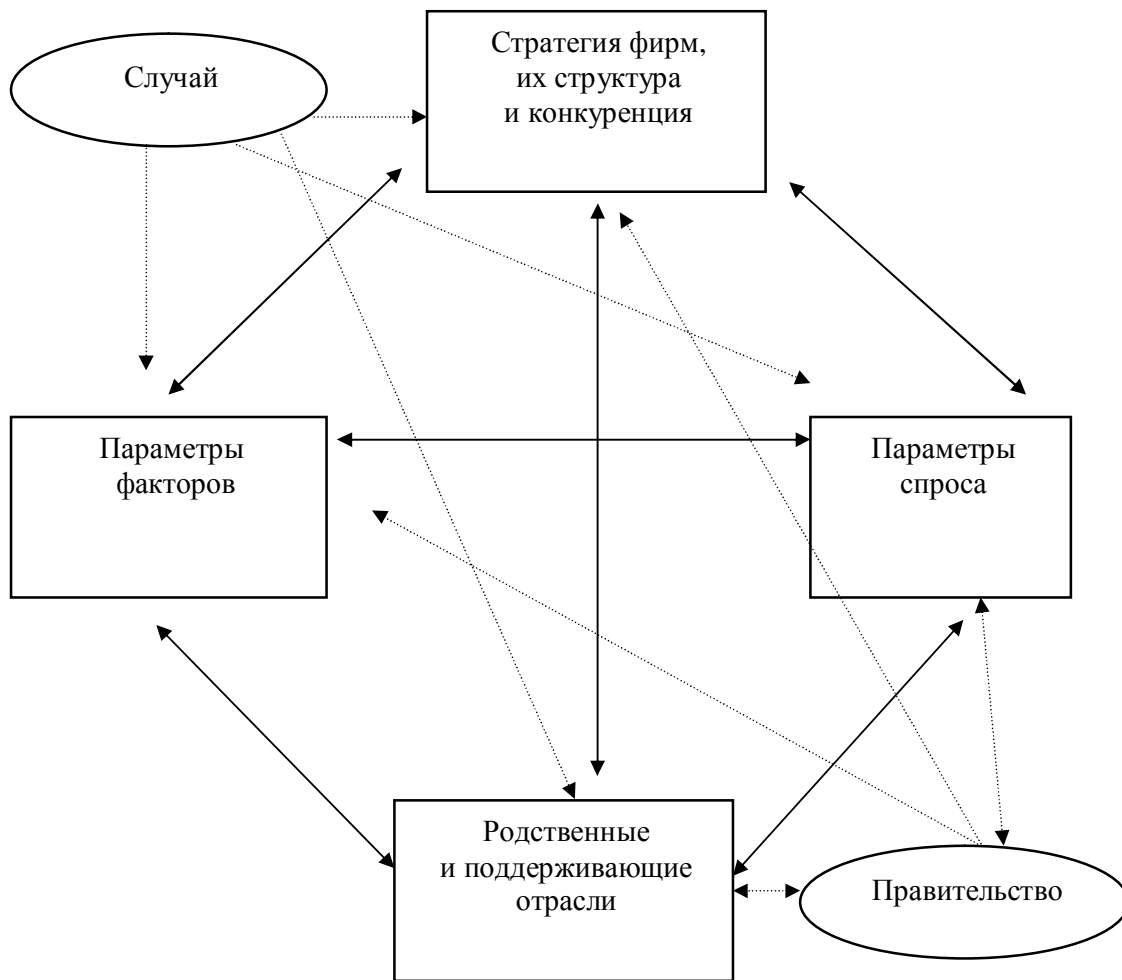 Случай
Стратегия фирм,
их структура
и конкуренция
Параметры
факторов
Параметры
спроса
Родственные
и поддерживающие
отрасли
Правительство